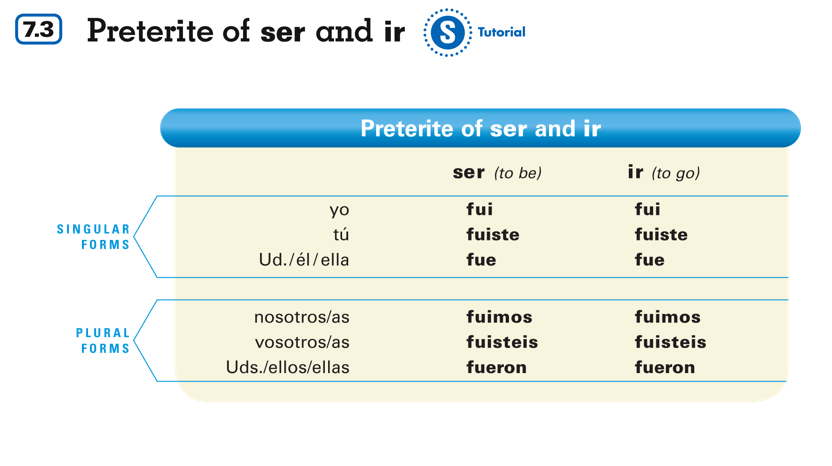 7.3 Preterite of ser and ir S Tutorial
Preterite of ser and ir
ser (to be) ir (to go)
SINGULAR FORMS
yo fui fui
tú fuiste fuiste
Ud./él/ella fue fue
PLURAL FORMS
nosotros/as fuimos fuimos
vosotros/as fuisteis fuisteis
Uds./ellos/ellas fueron fueron